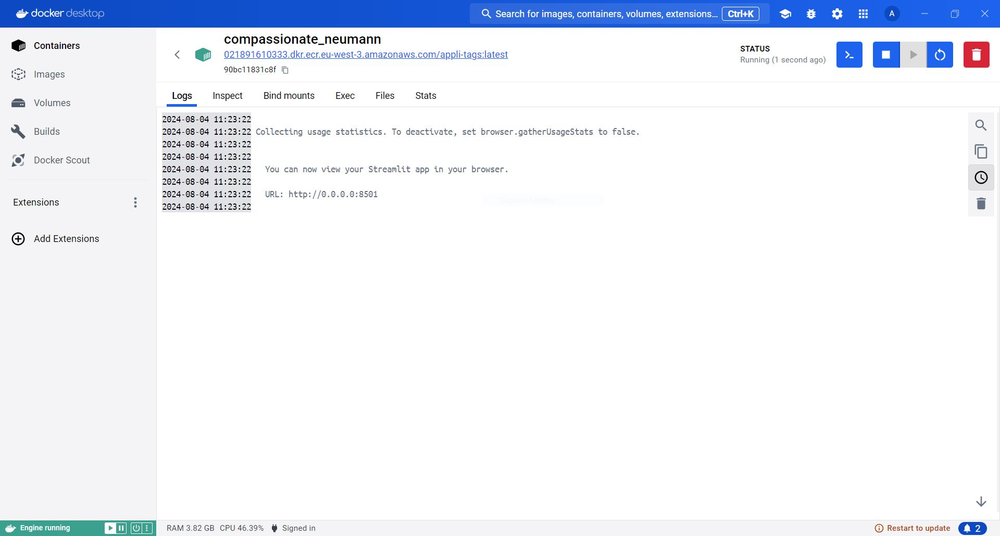 docker desktop
Search for images, containers, volumes, extensions... Ctrl+K
A
Containers
Images
Volumes
Builds
Docker Scout
Extensions
Add Extensions
compassionate_neumann
021891610333.dkr.ecr.eu-west-3.amazonaws.com/appli-tags:latest
90bc11831c8f
STATUS
Running (1 second ago)
Logs Inspect Bind mounts Exec Files Stats
2024-08-04 11:23:22
2024-08-04 11:23:22 Collecting usage statistics. To deactivate, set browser.gatherUsageStats to false.
2024-08-04 11:23:22
2024-08-04 11:23:22
2024-08-04 11:23:22 You can now view your Streamlit app in your browser.
2024-08-04 11:23:22
2024-08-04 11:23:22 URL: http://0.0.0.0:8501
2024-08-04 11:23:22
Capture Fenêtre
Engine running
RAM 3.82 GB CPU 46.39% Signed in
Restart to update
2